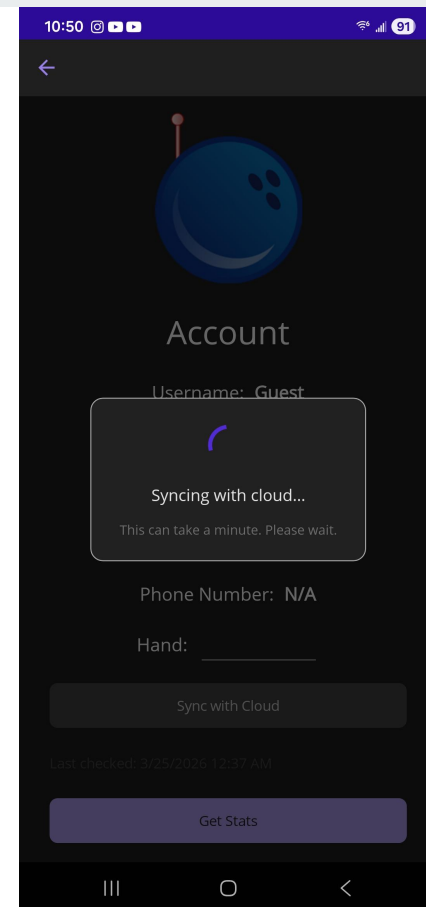 10:50
91
Account
Username: Guest
Syncing with cloud...
This can take a minute. Please wait.
Phone Number: N/A
Hand:
Sync with Cloud
Last checked: 3/25/2026 12:37 AM
Get Stats